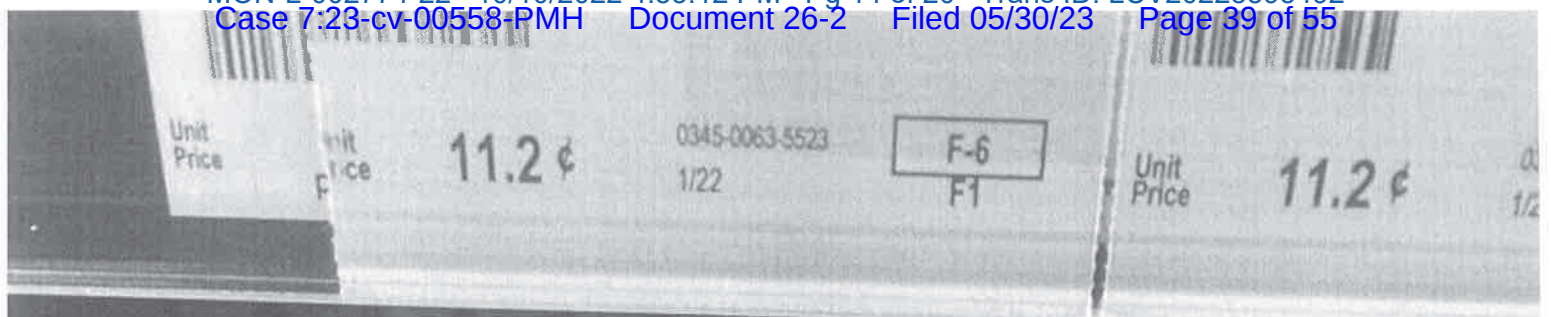 Case 7:23-cv-00558-PMH Document 26-2 Filed 05/30/23 Page 39 of 55
Unit
Price
11.2 ¢
0345-0063-5523
1/22
F-6
F1
Unit
Price
11.2 ¢